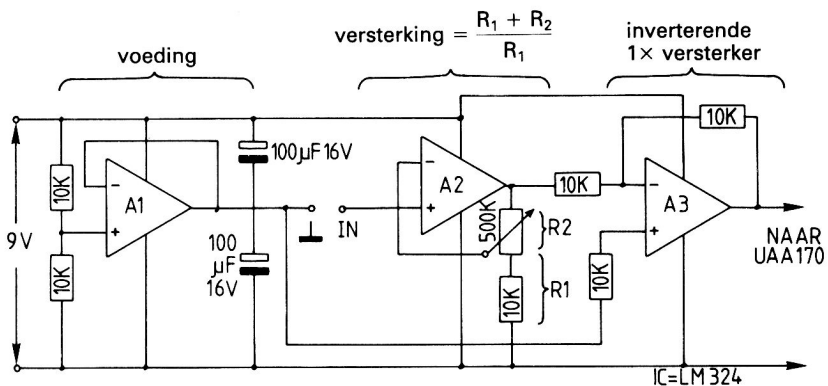 voeding
versterking = R1 + R2
R1
inverterende
1× versterker
100µF 16V
10K
10K
10K
–
A1
+
–
A2
+
10K
–
A3
+
9V
10K
100
µF
16V
IN
500K
R2
R1
10K
10K
NAAR
UAA170
IC=LM324